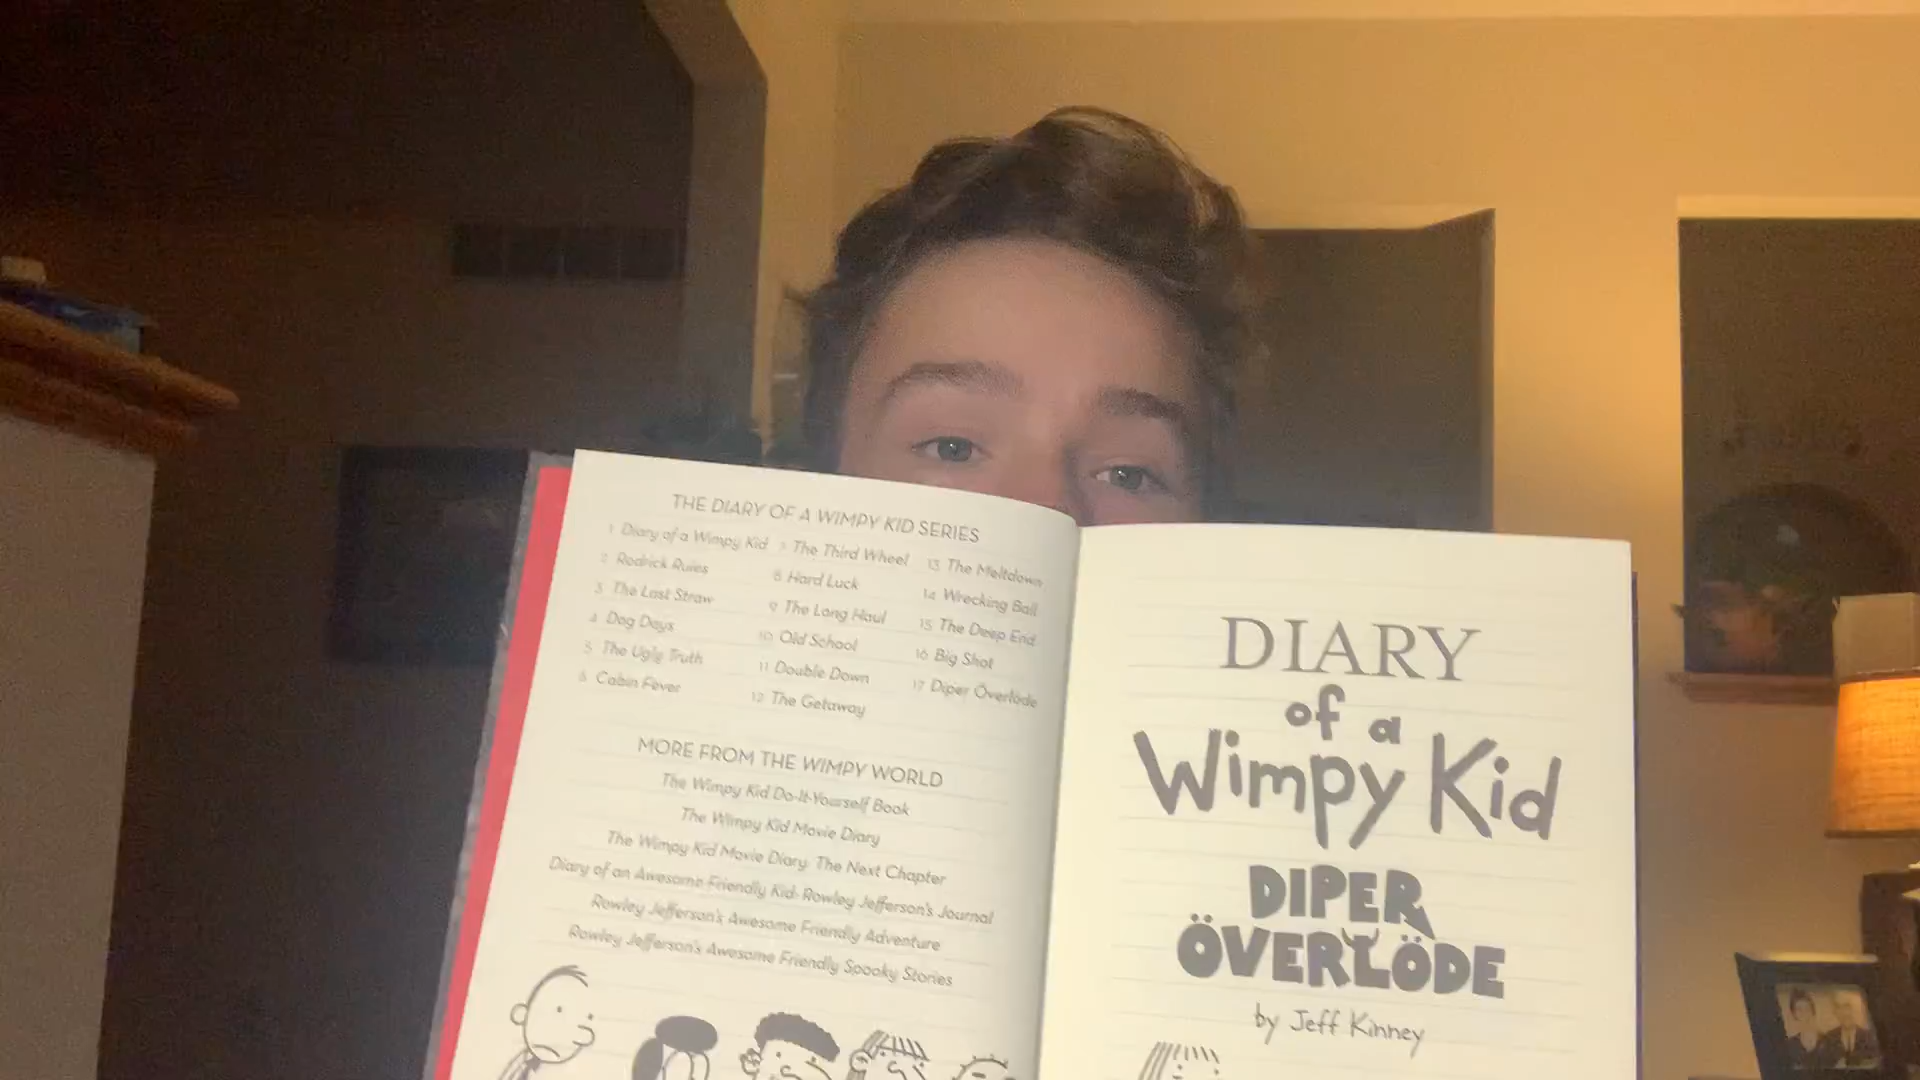 THE DIARY OF A WIMPY KID SERIES
1 Diary of a Wimpy Kid
2 Rodrick Rules
3 The Last Straw
4 Dog Days
5 The Ugly Truth
6 Cabin Fever
7 The Third Wheel
8 Hard Luck
9 The Long Haul
10 Old School
11 Double Down
12 The Getaway
13 The Meltdown
14 Wrecking Ball
15 The Deep End
16 Big Shot
17 Diper Överlöde
MORE FROM THE WIMPY WORLD
The Wimpy Kid Do-It-Yourself Book
The Wimpy Kid Movie Diary
The Wimpy Kid Movie Diary: The Next Chapter
Diary of an Awesome Friendly Kid: Rowley Jefferson's Journal
Rowley Jefferson's Awesome Friendly Adventure
Rowley Jefferson's Awesome Friendly Spooky Stories
DIARY
of a
Wimpy Kid
DIPER
ÖVERLÖDE
by Jeff Kinney